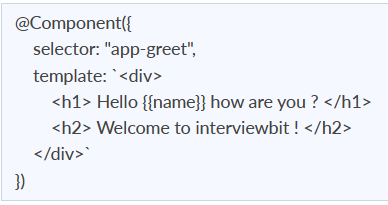 @Component({
selector: "app-greet",
template: `<div>
<h1> Hello {{name}} how are you ? </h1>
<h2> Welcome to interviewbit ! </h2>
</div>`
})